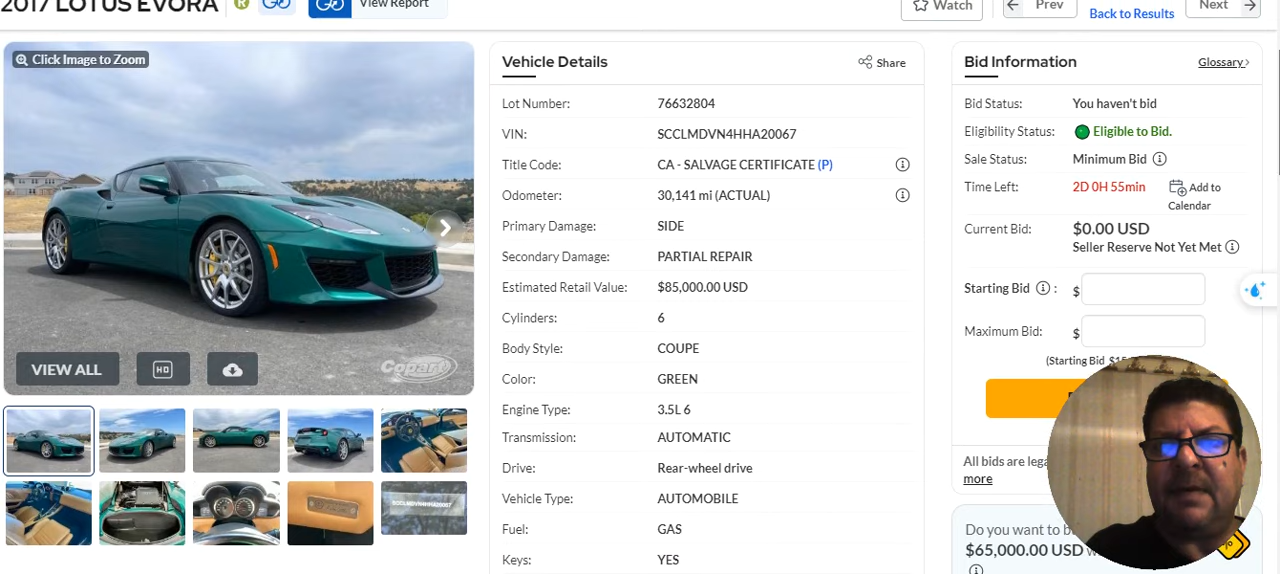 2017 LOTUS EVORA
R
View Report
Watch
Prev
Back to Results
Next
Click Image to Zoom
VIEW ALL
HD
Copart
Vehicle Details
Share
Lot Number: 76632804
VIN: SCCLMDVN4HHA20067
Title Code: CA - SALVAGE CERTIFICATE (P)
Odometer: 30,141 mi (ACTUAL)
Primary Damage: SIDE
Secondary Damage: PARTIAL REPAIR
Estimated Retail Value: $85,000.00 USD
Cylinders: 6
Body Style: COUPE
Color: GREEN
Engine Type: 3.5L 6
Transmission: AUTOMATIC
Drive: Rear-wheel drive
Vehicle Type: AUTOMOBILE
Fuel: GAS
Keys: YES
SCCLMDVN4HHA20067
Bid Information
Glossary
Bid Status: You haven't bid
Eligibility Status: Eligible to Bid.
Sale Status: Minimum Bid
Time Left: 2D 0H 55min Add to
Calendar
Current Bid: $0.00 USD
Seller Reserve Not Yet Met
Starting Bid : $
Maximum Bid: $
(Starting Bid
All bids are
more
Do you want to
$65,000.00 USD
%